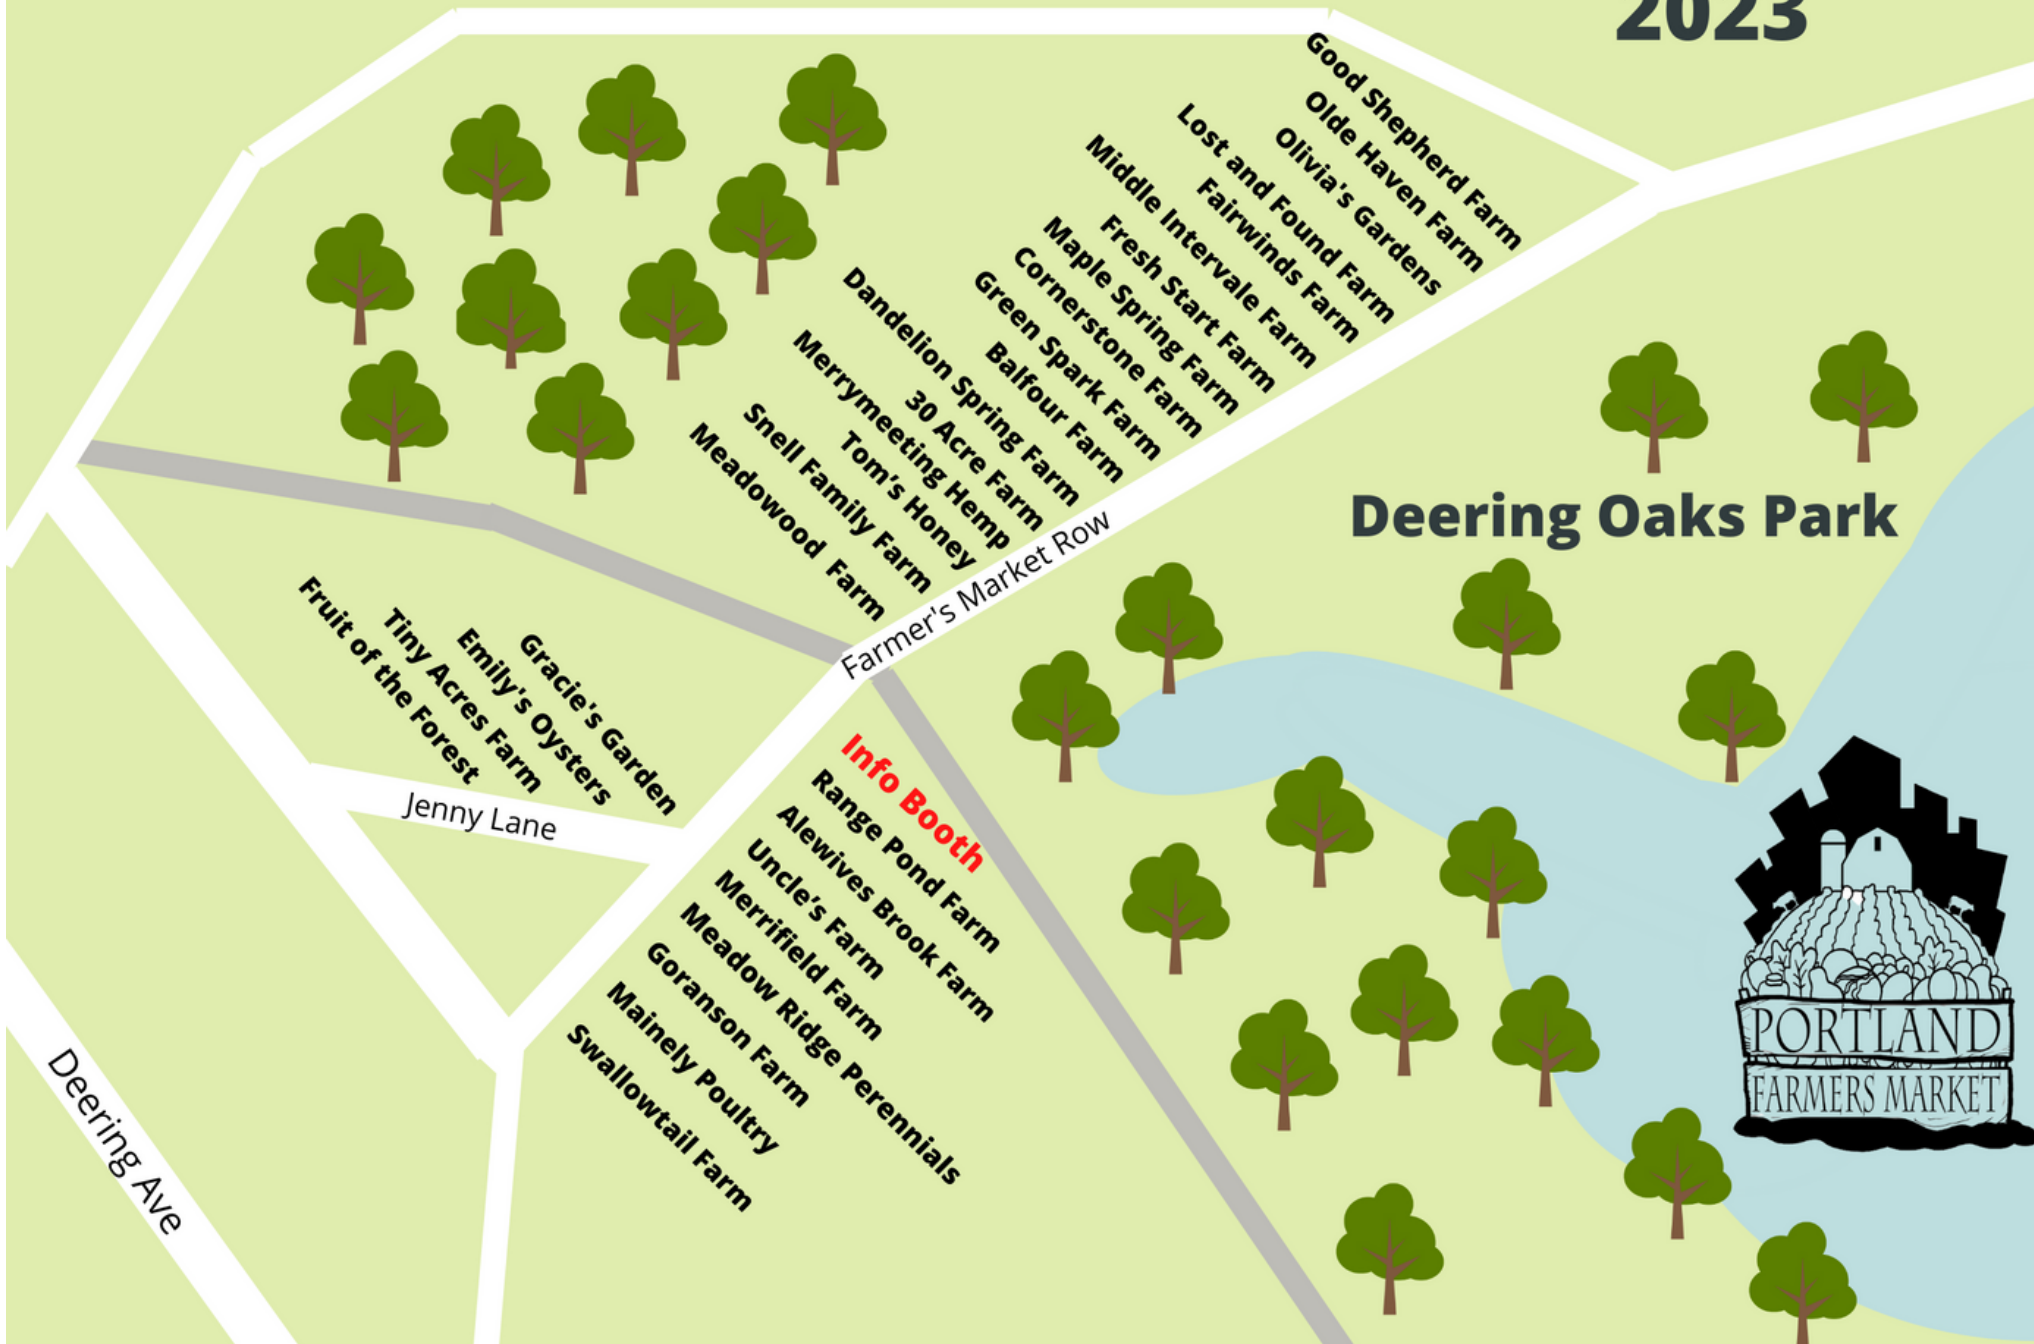 2023
Good Shepherd Farm
Olde Haven Farm
Olivia's Gardens
Lost and Found Farm
Fairwinds Farm
Middle Intervale Farm
Fresh Start Farm
Maple Spring Farm
Cornerstone Farm
Green Spark Farm
Balfour Farm
Dandelion Spring Farm
30 Acre Farm
Merrymeeting Hemp
Tom's Honey
Snell Family Farm
Meadowood Farm
Farmer's Market Row
Deering Oaks Park
Gracie's Garden
Emily's Oysters
Tiny Acres Farm
Fruit of the Forest
Jenny Lane
Info Booth
Range Pond Farm
Alewives Brook Farm
Uncle's Farm
Merrifield Farm
Meadow Ridge Perennials
Goranson Farm
Mainely Poultry
Swallowtail Farm
Deering Ave
PORTLAND
FARMERS MARKET